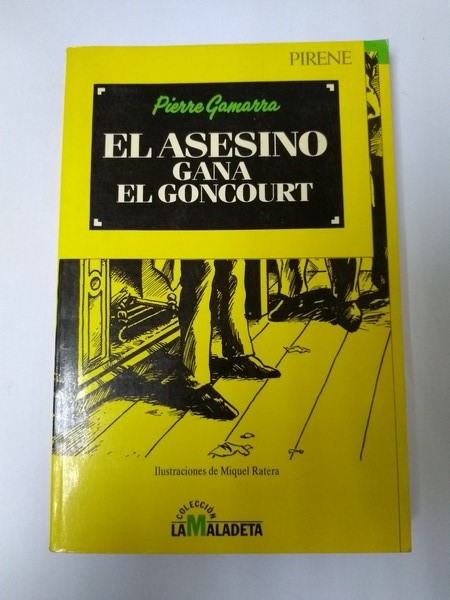 PIRENE
Pierre Gamarra
EL ASESINO
GANA
EL GONCOURT
Ilustraciones de Miquel Ratera
COLECCIÓN
LA MALADETA